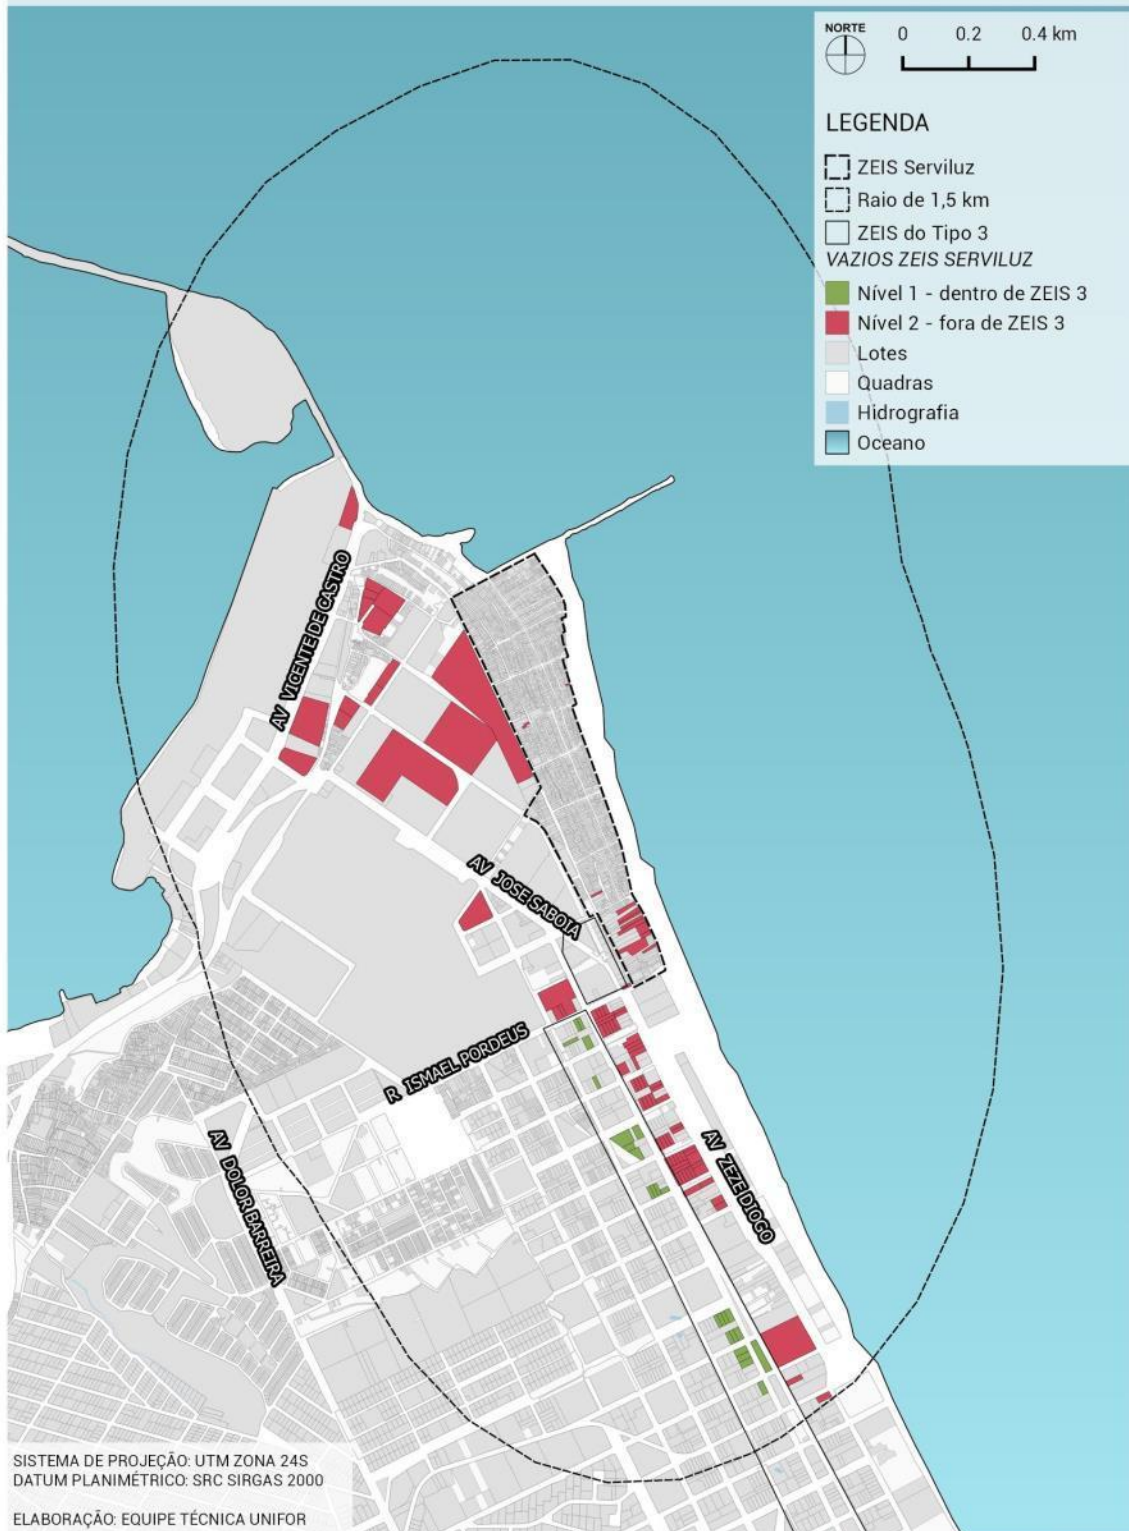 NORTE
0 0.2 0.4 km
LEGENDA
ZEIS Serviluz
Raio de 1,5 km
ZEIS do Tipo 3
VAZIOS ZEIS SERVILUZ
Nível 1 - dentro de ZEIS 3
Nível 2 - fora de ZEIS 3
Lotes
Quadras
Hidrografia
Oceano
AV VICENTE DE CASTRO
AV JOSE SABOIA
R ISMAEL PORDEUS
AV DOLOR BARREIRA
AV ZEZE DIOGO
SISTEMA DE PROJEÇÃO: UTM ZONA 24S
DATUM PLANIMÉTRICO: SRC SIRGAS 2000
ELABORAÇÃO: EQUIPE TÉCNICA UNIFOR